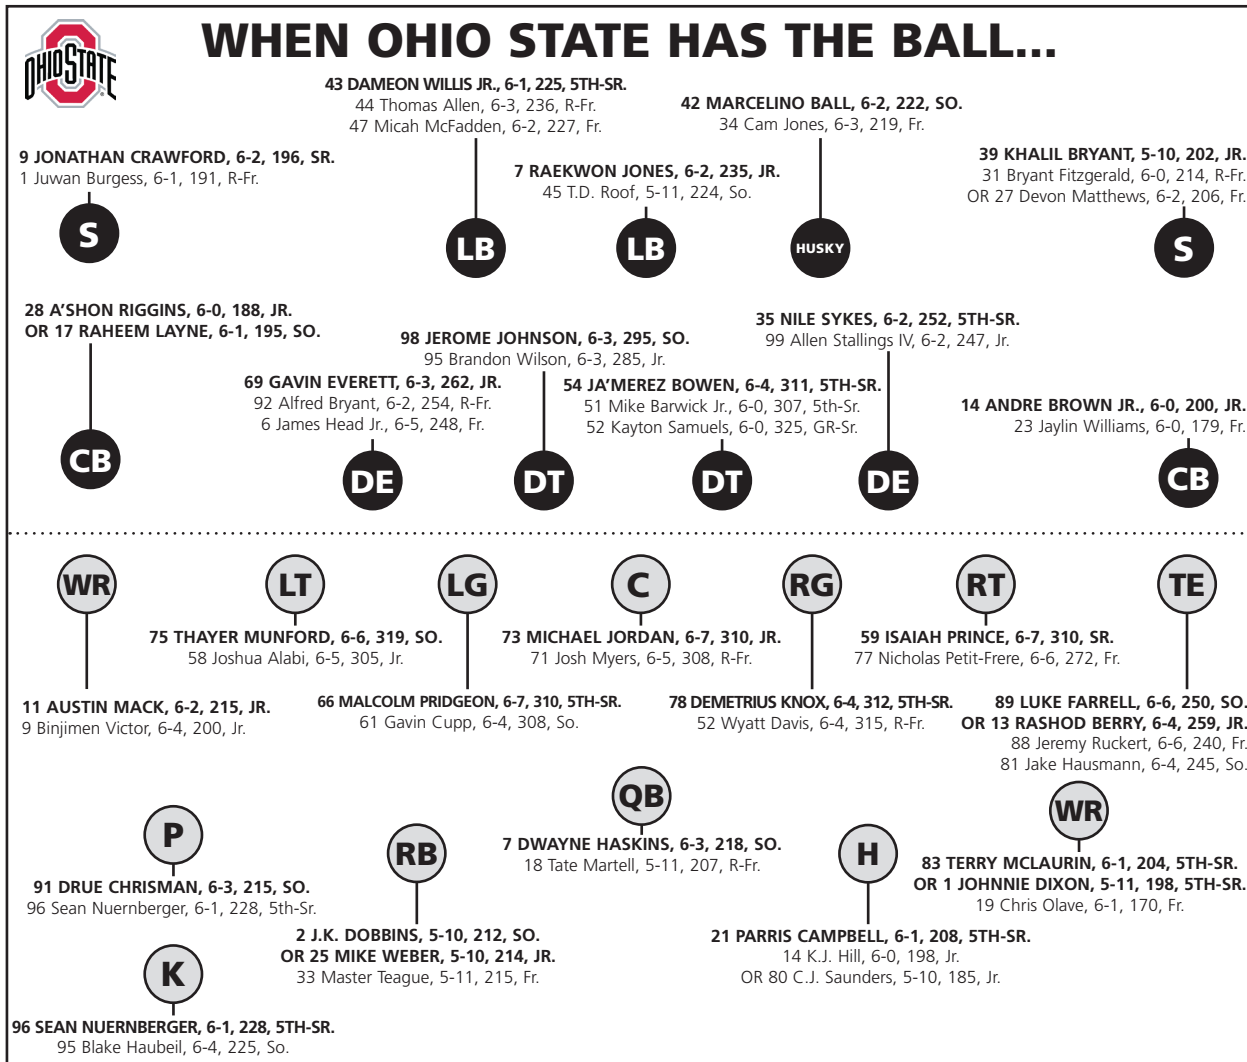 OHIO STATE
WHEN OHIO STATE HAS THE BALL...
43 DAMEON WILLIS JR., 6-1, 225, 5TH-SR.
44 Thomas Allen, 6-3, 236, R-Fr.
47 Micah McFadden, 6-2, 227, Fr.
42 MARCELINO BALL, 6-2, 222, SO.
34 Cam Jones, 6-3, 219, Fr.
9 JONATHAN CRAWFORD, 6-2, 196, SR.
1 Juwan Burgess, 6-1, 191, R-Fr.
7 RAEKWON JONES, 6-2, 235, JR.
45 T.D. Roof, 5-11, 224, So.
39 KHALIL BRYANT, 5-10, 202, JR.
31 Bryant Fitzgerald, 6-0, 214, R-Fr.
OR 27 Devon Matthews, 6-2, 206, Fr.
S
LB
LB
HUSKY
S
28 A'SHON RIGGINS, 6-0, 188, JR.
OR 17 RAHEEM LAYNE, 6-1, 195, SO.
98 JEROME JOHNSON, 6-3, 295, SO.
95 Brandon Wilson, 6-3, 285, Jr.
35 NILE SYKES, 6-2, 252, 5TH-SR.
99 Allen Stallings IV, 6-2, 247, Jr.
69 GAVIN EVERETT, 6-3, 262, JR.
92 Alfred Bryant, 6-2, 254, R-Fr.
6 James Head Jr., 6-5, 248, Fr.
54 JA'MEREZ BOWEN, 6-4, 311, 5TH-SR.
51 Mike Barwick Jr., 6-0, 307, 5th-Sr.
52 Kayton Samuels, 6-0, 325, GR-Sr.
14 ANDRE BROWN JR., 6-0, 200, JR.
23 Jaylin Williams, 6-0, 179, Fr.
CB
DE
DT
DT
DE
CB
WR
LT
LG
C
RG
RT
TE
75 THAYER MUNFORD, 6-6, 319, SO.
58 Joshua Alabi, 6-5, 305, Jr.
73 MICHAEL JORDAN, 6-7, 310, JR.
71 Josh Myers, 6-5, 308, R-Fr.
59 ISAIAH PRINCE, 6-7, 310, SR.
77 Nicholas Petit-Frere, 6-6, 272, Fr.
11 AUSTIN MACK, 6-2, 215, JR.
9 Binjimen Victor, 6-4, 200, Jr.
66 MALCOLM PRIDGEON, 6-7, 310, 5TH-SR.
61 Gavin Cupp, 6-4, 308, So.
78 DEMETRIUS KNOX, 6-4, 312, 5TH-SR.
52 Wyatt Davis, 6-4, 315, R-Fr.
89 LUKE FARRELL, 6-6, 250, SO.
OR 13 RASHOD BERRY, 6-4, 259, JR.
88 Jeremy Ruckert, 6-6, 240, Fr.
81 Jake Hausmann, 6-4, 245, So.
QB
WR
P
RB
H
7 DWAYNE HASKINS, 6-3, 218, SO.
18 Tate Martell, 5-11, 207, R-Fr.
83 TERRY MCLAURIN, 6-1, 204, 5TH-SR.
OR 1 JOHNNIE DIXON, 5-11, 198, 5TH-SR.
19 Chris Olave, 6-1, 170, Fr.
91 DRUE CHRISMAN, 6-3, 215, SO.
96 Sean Nuernberger, 6-1, 228, 5th-Sr.
2 J.K. DOBBINS, 5-10, 212, SO.
OR 25 MIKE WEBER, 5-10, 214, JR.
33 Master Teague, 5-11, 215, Fr.
21 PARRIS CAMPBELL, 6-1, 208, 5TH-SR.
14 K.J. Hill, 6-0, 198, Jr.
OR 80 C.J. Saunders, 5-10, 185, Jr.
K
96 SEAN NUERNBERGER, 6-1, 228, 5TH-SR.
95 Blake Haubeil, 6-4, 225, So.